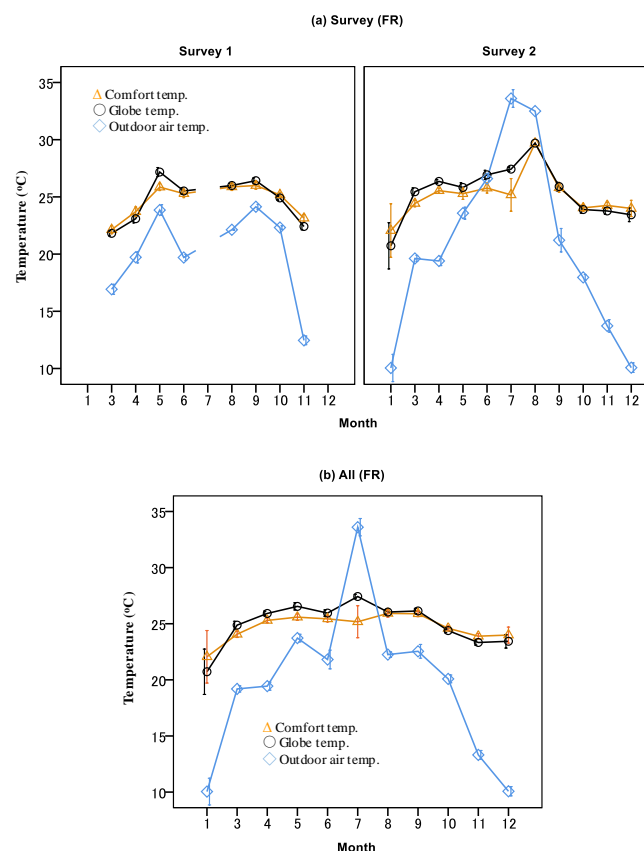 (a) Survey (FR)
Survey 1
Survey 2
Temperature (°C)
35
30
25
20
15
10
Comfort temp.
Globe temp.
Outdoor air temp.
1 3 4 5 6 7 8 9 10 11 12
1 3 4 5 6 7 8 9 10 11 12
Month
Month
(b) All (FR)
Temperature (°C)
35
30
25
20
15
10
Comfort temp.
Globe temp.
Outdoor air temp.
1 3 4 5 6 7 8 9 10 11 12
Month